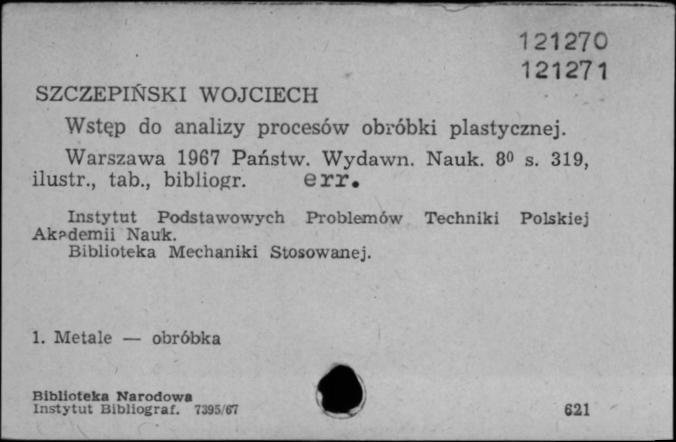 121270
121271
SZCZEPIŃSKI WOJCIECH
Wstęp do analizy procesów obróbki plastycznej.
Warszawa 1967 Państw. Wydawn. Nauk. 8⁰ s. 319,
ilustr., tab., bibliogr. err.
Instytut Podstawowych Problemów Techniki Polskiej
Akademii Nauk.
Biblioteka Mechaniki Stosowanej.
1. Metale — obróbka
Biblioteka Narodowa
Instytut Bibliograf. 7395/67
621